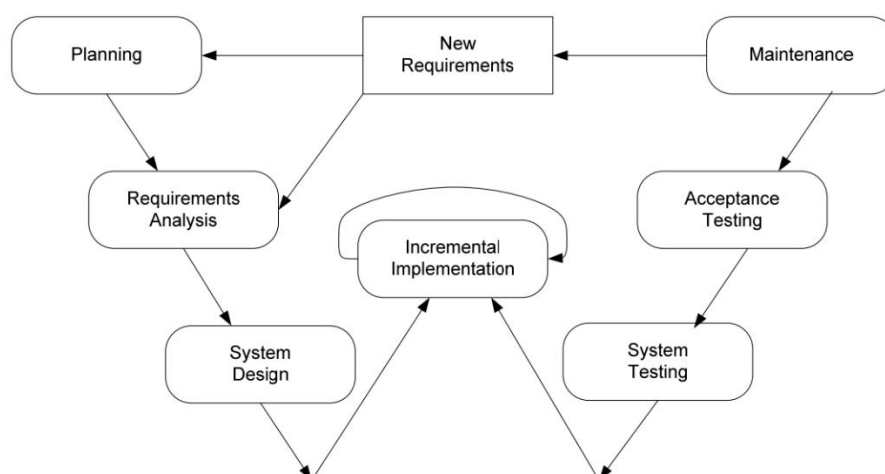 Planning
New
Requirements
Maintenance
Requirements
Analysis
Acceptance
Testing
Incremental
Implementation
System
Design
System
Testing